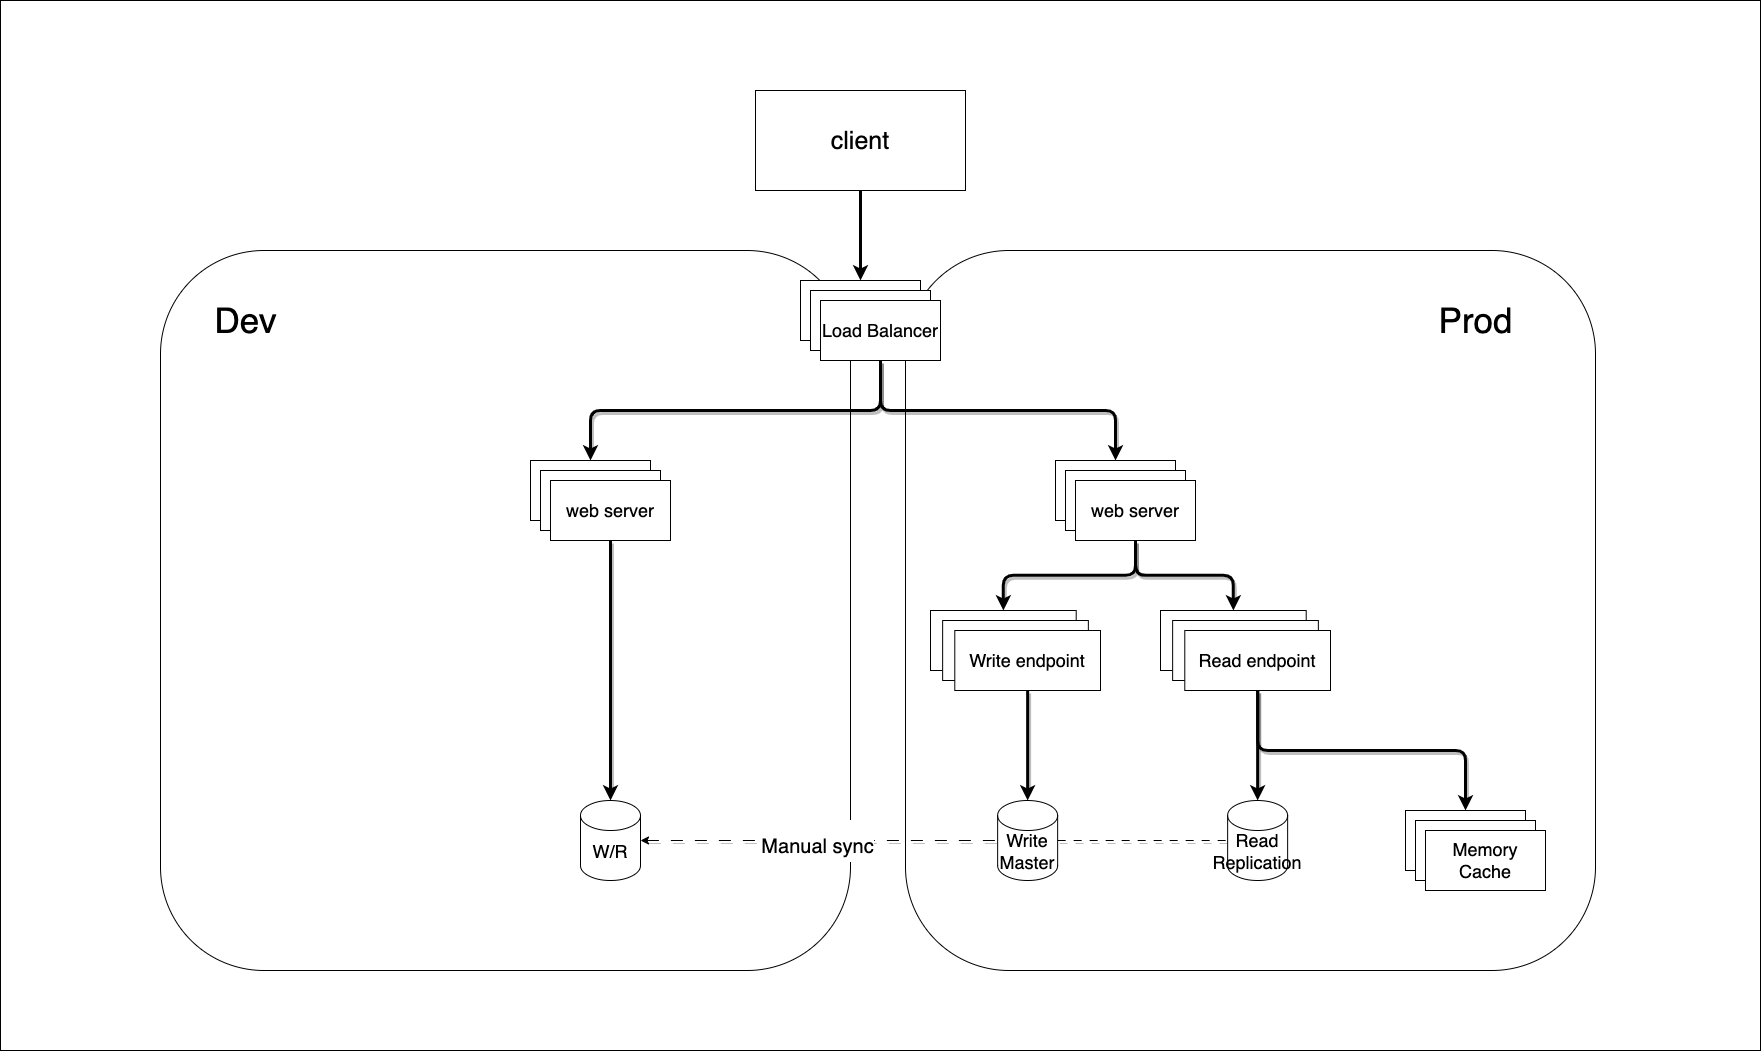 client
Dev
Load Balancer
Prod
web server
web server
Write endpoint
Read endpoint
W/R
Manual sync
Write
Master
Read
Replication
Memory
Cache